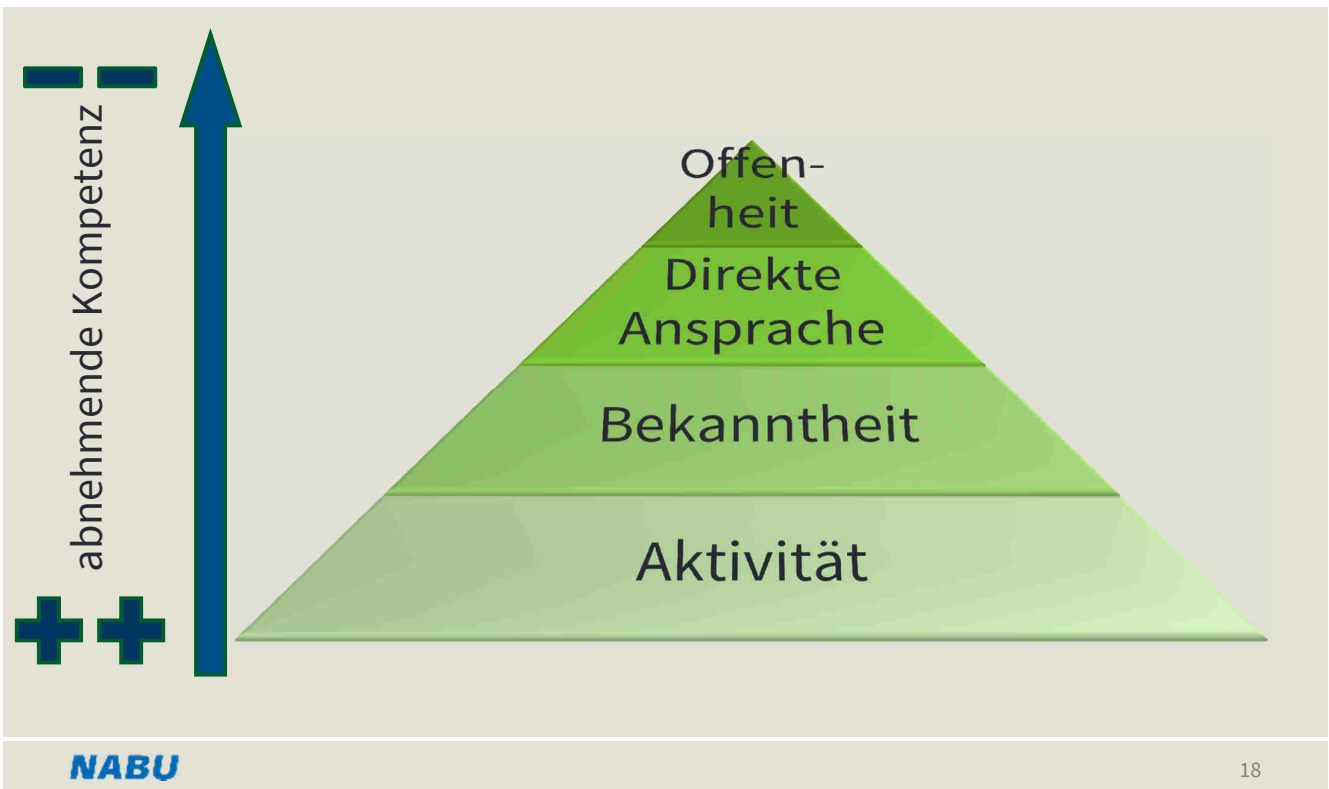 abnehmende Kompetenz
Offen-
heit
Direkte
Ansprache
Bekanntheit
Aktivität
NABU
18